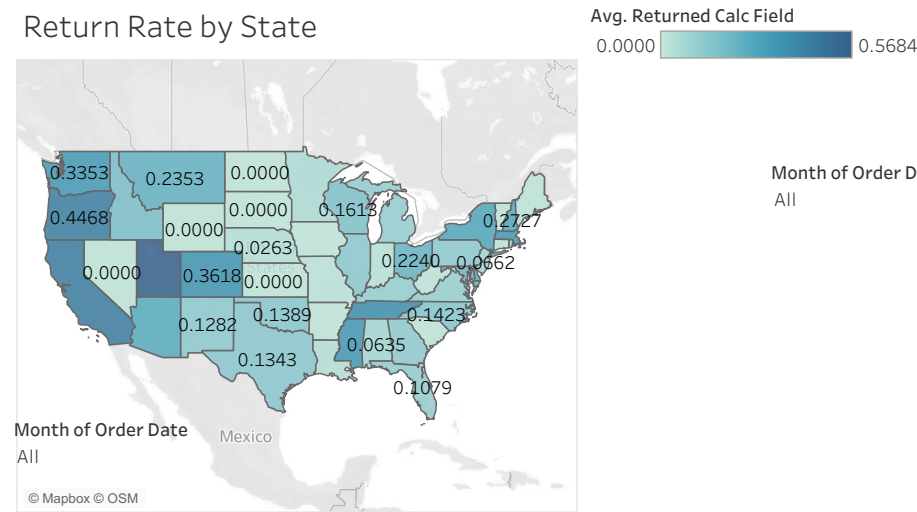 Return Rate by State
Avg. Returned Calc Field
0.0000 0.5684
Month of Order D
All
0.3353
0.2353
0.0000
0.4468
0.0000
0.1613
0.2727
0.0000
0.0263
0.0000
0.3618
0.0000
0.2240
0.0662
0.1282
0.1389
0.1423
0.1343
0.0635
0.1079
Month of Order Date
All
Mexico
© Mapbox © OSM